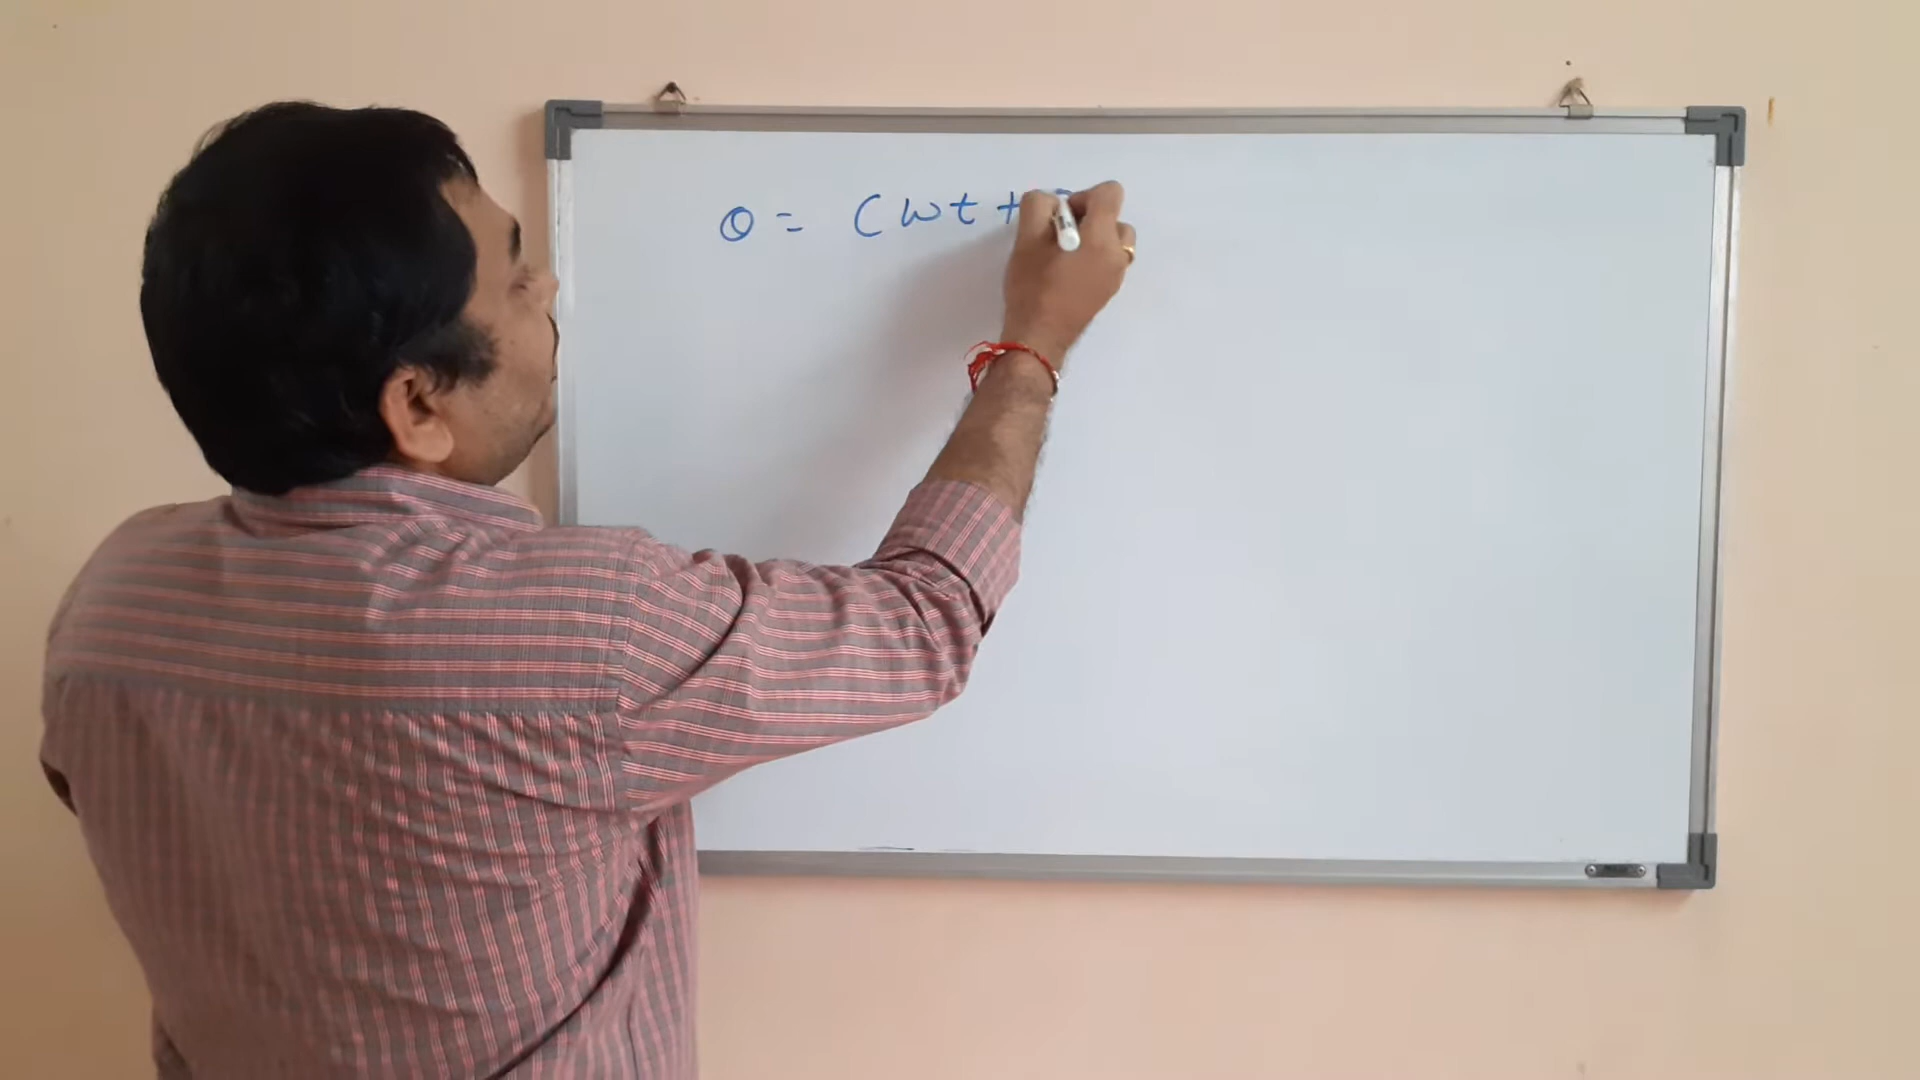 θ = (ωt +